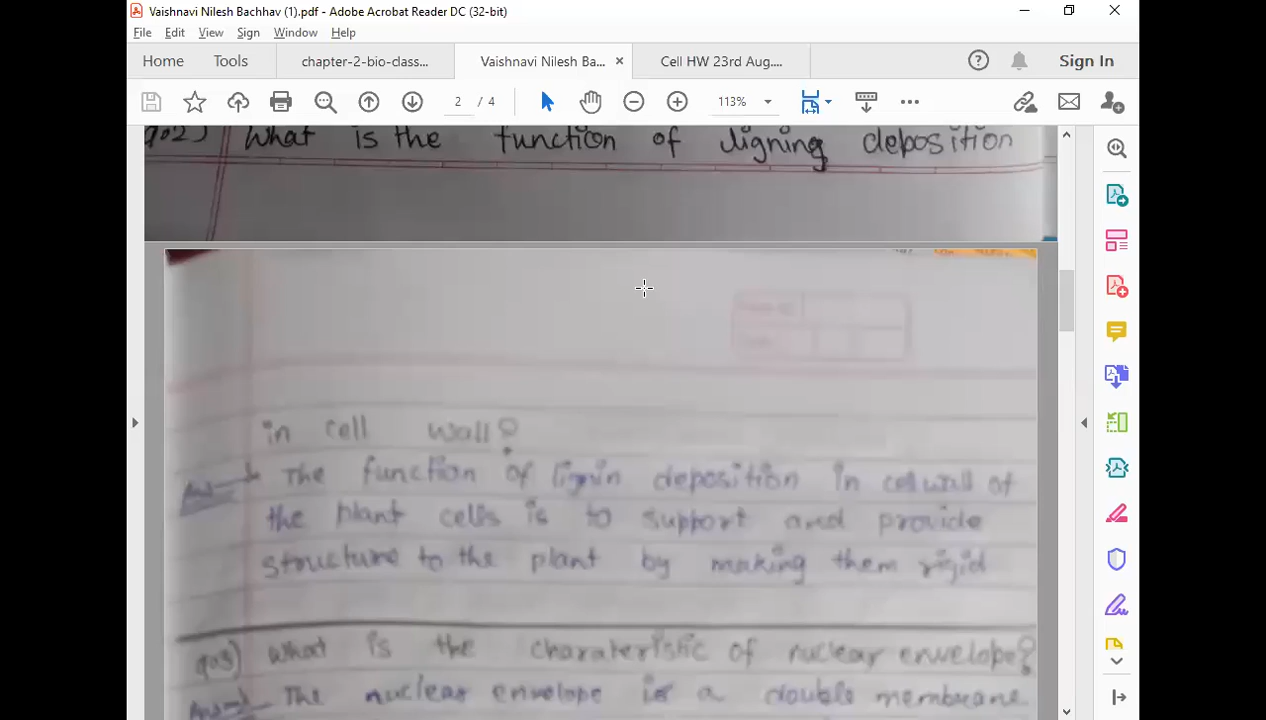 Vaishnavi Nilesh Bachhav (1).pdf - Adobe Acrobat Reader DC (32-bit)
File Edit View Sign Window Help
Home Tools chapter-2-bio-class... Vaishnavi Nilesh Ba... × Cell HW 23rd Aug.... Sign In
2 / 4 113%
Q02) What is the function of ligning deposition
in cell wall?
Ans→ The function of lignin deposition in cell wall of
the plant cells is to support and provide
structure to the plant by making them rigid
Q03) What is the charateristic of nuclear envelope?
Ans→ The nuclear envelope is a double membrane